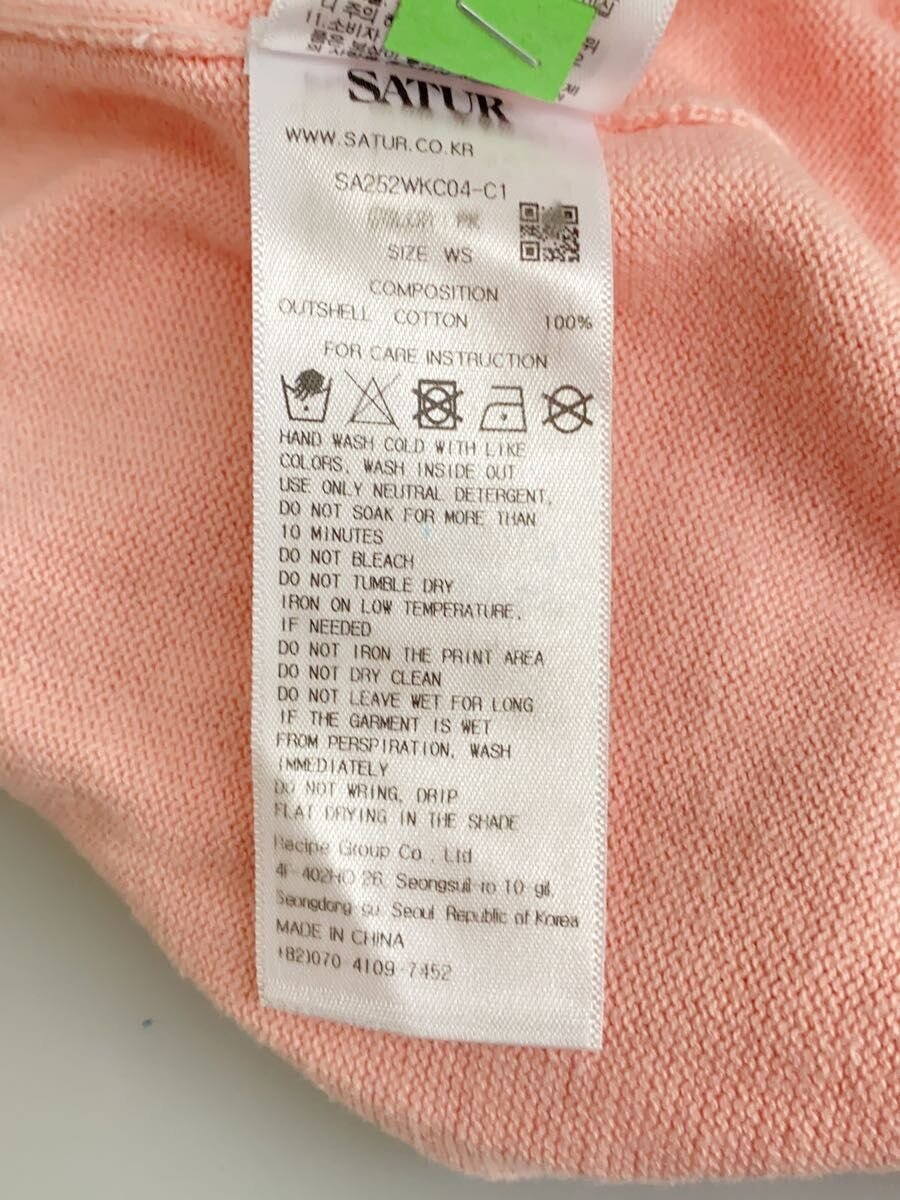 SATUR
WWW.SATUR.CO.KR
SA252WKC04-C1
COLOR PK
SIZE WS
COMPOSITION
OUTSHELL COTTON 100%
FOR CARE INSTRUCTION
HAND WASH COLD WITH LIKE
COLORS. WASH INSIDE OUT
USE ONLY NEUTRAL DETERGENT.
DO NOT SOAK FOR MORE THAN
10 MINUTES
DO NOT BLEACH
DO NOT TUMBLE DRY
IRON ON LOW TEMPERATURE,
IF NEEDED
DO NOT IRON THE PRINT AREA
DO NOT DRY CLEAN
DO NOT LEAVE WET FOR LONG
IF THE GARMENT IS WET
FROM PERSPIRATION, WASH
IMMEDIATELY
DO NOT WRING, DRIP
FLAT DRYING IN THE SHADE
Recipe Group Co., Ltd
4F 402HO 26, Seongsuil-ro 10-gil,
Seongdong-gu, Seoul, Republic of Korea
MADE IN CHINA
+82)070-4109-7452